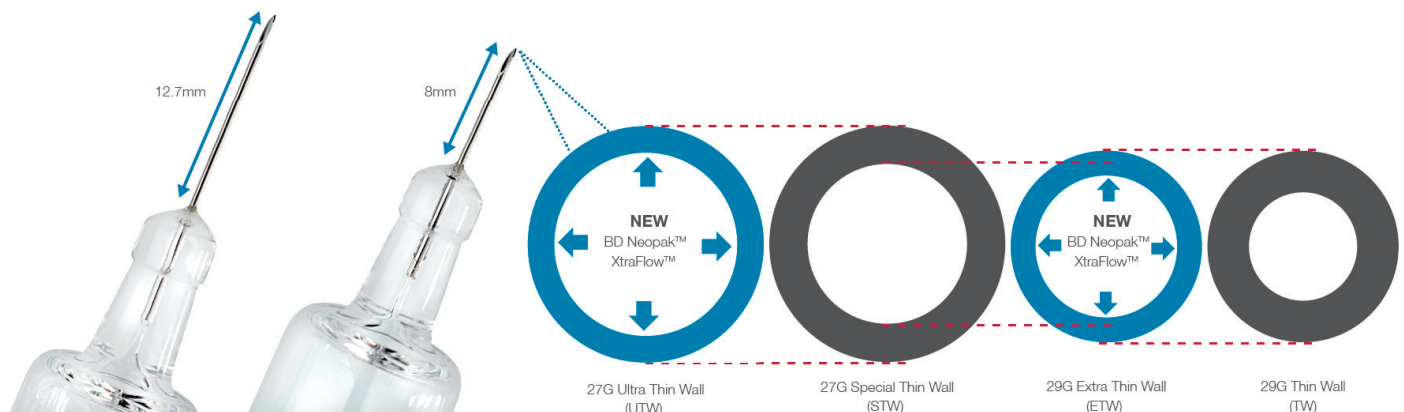 12.7mm
8mm
NEW
BD Neopak™
XtraFlow™
NEW
BD Neopak™
XtraFlow™
27G Ultra Thin Wall
(UTW)
27G Special Thin Wall
(STW)
29G Extra Thin Wall
(ETW)
29G Thin Wall
(TW)